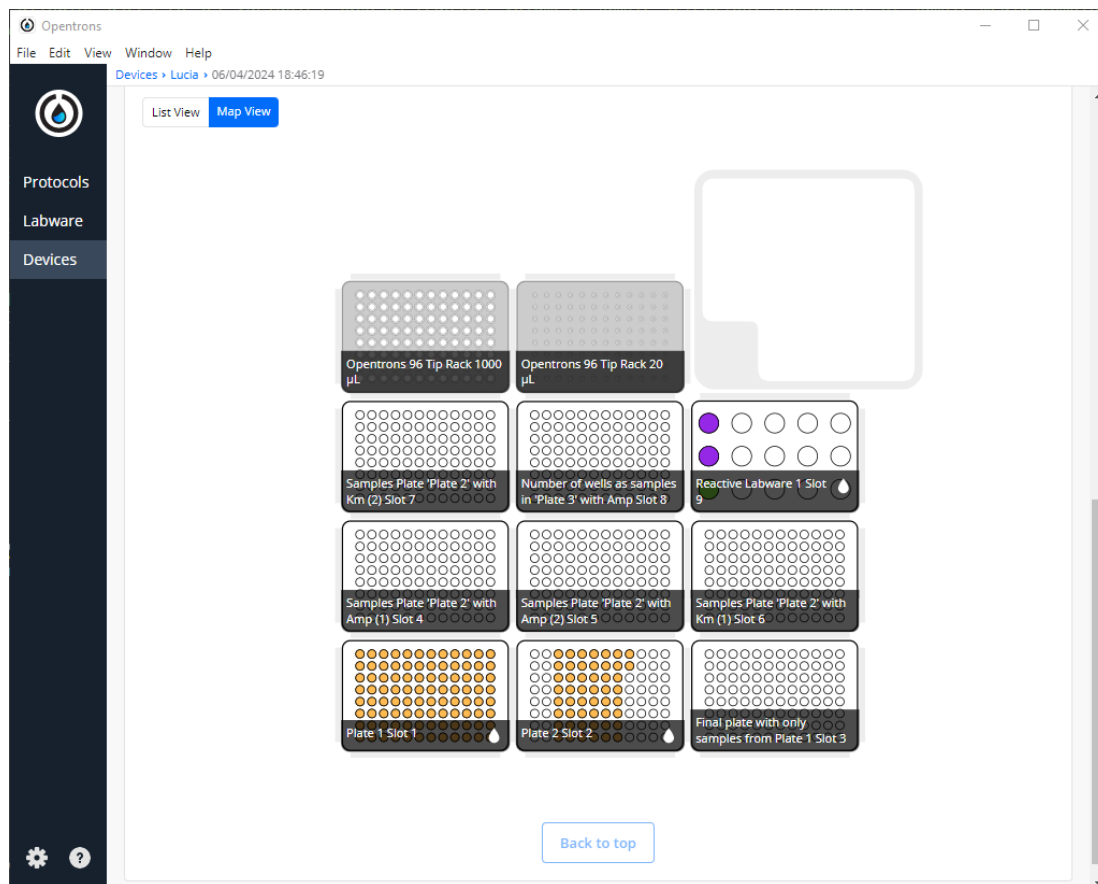 Opentrons
File Edit View Window Help
Devices › Lucia › 06/04/2024 18:46:19
List View Map View
Protocols
Labware
Devices
Opentrons 96 Tip Rack 1000
µL
Opentrons 96 Tip Rack 20
µL
Samples Plate 'Plate 2' with
Km (2) Slot 7
Number of wells as samples
in 'Plate 3' with Amp Slot 8
Reactive Labware 1 Slot
9
Samples Plate 'Plate 2' with
Amp (1) Slot 4
Samples Plate 'Plate 2' with
Amp (2) Slot 5
Samples Plate 'Plate 2' with
Km (1) Slot 6
Plate 1 Slot 1
Plate 2 Slot 2
Final plate with only
samples from Plate 1 Slot 3
Back to top
?